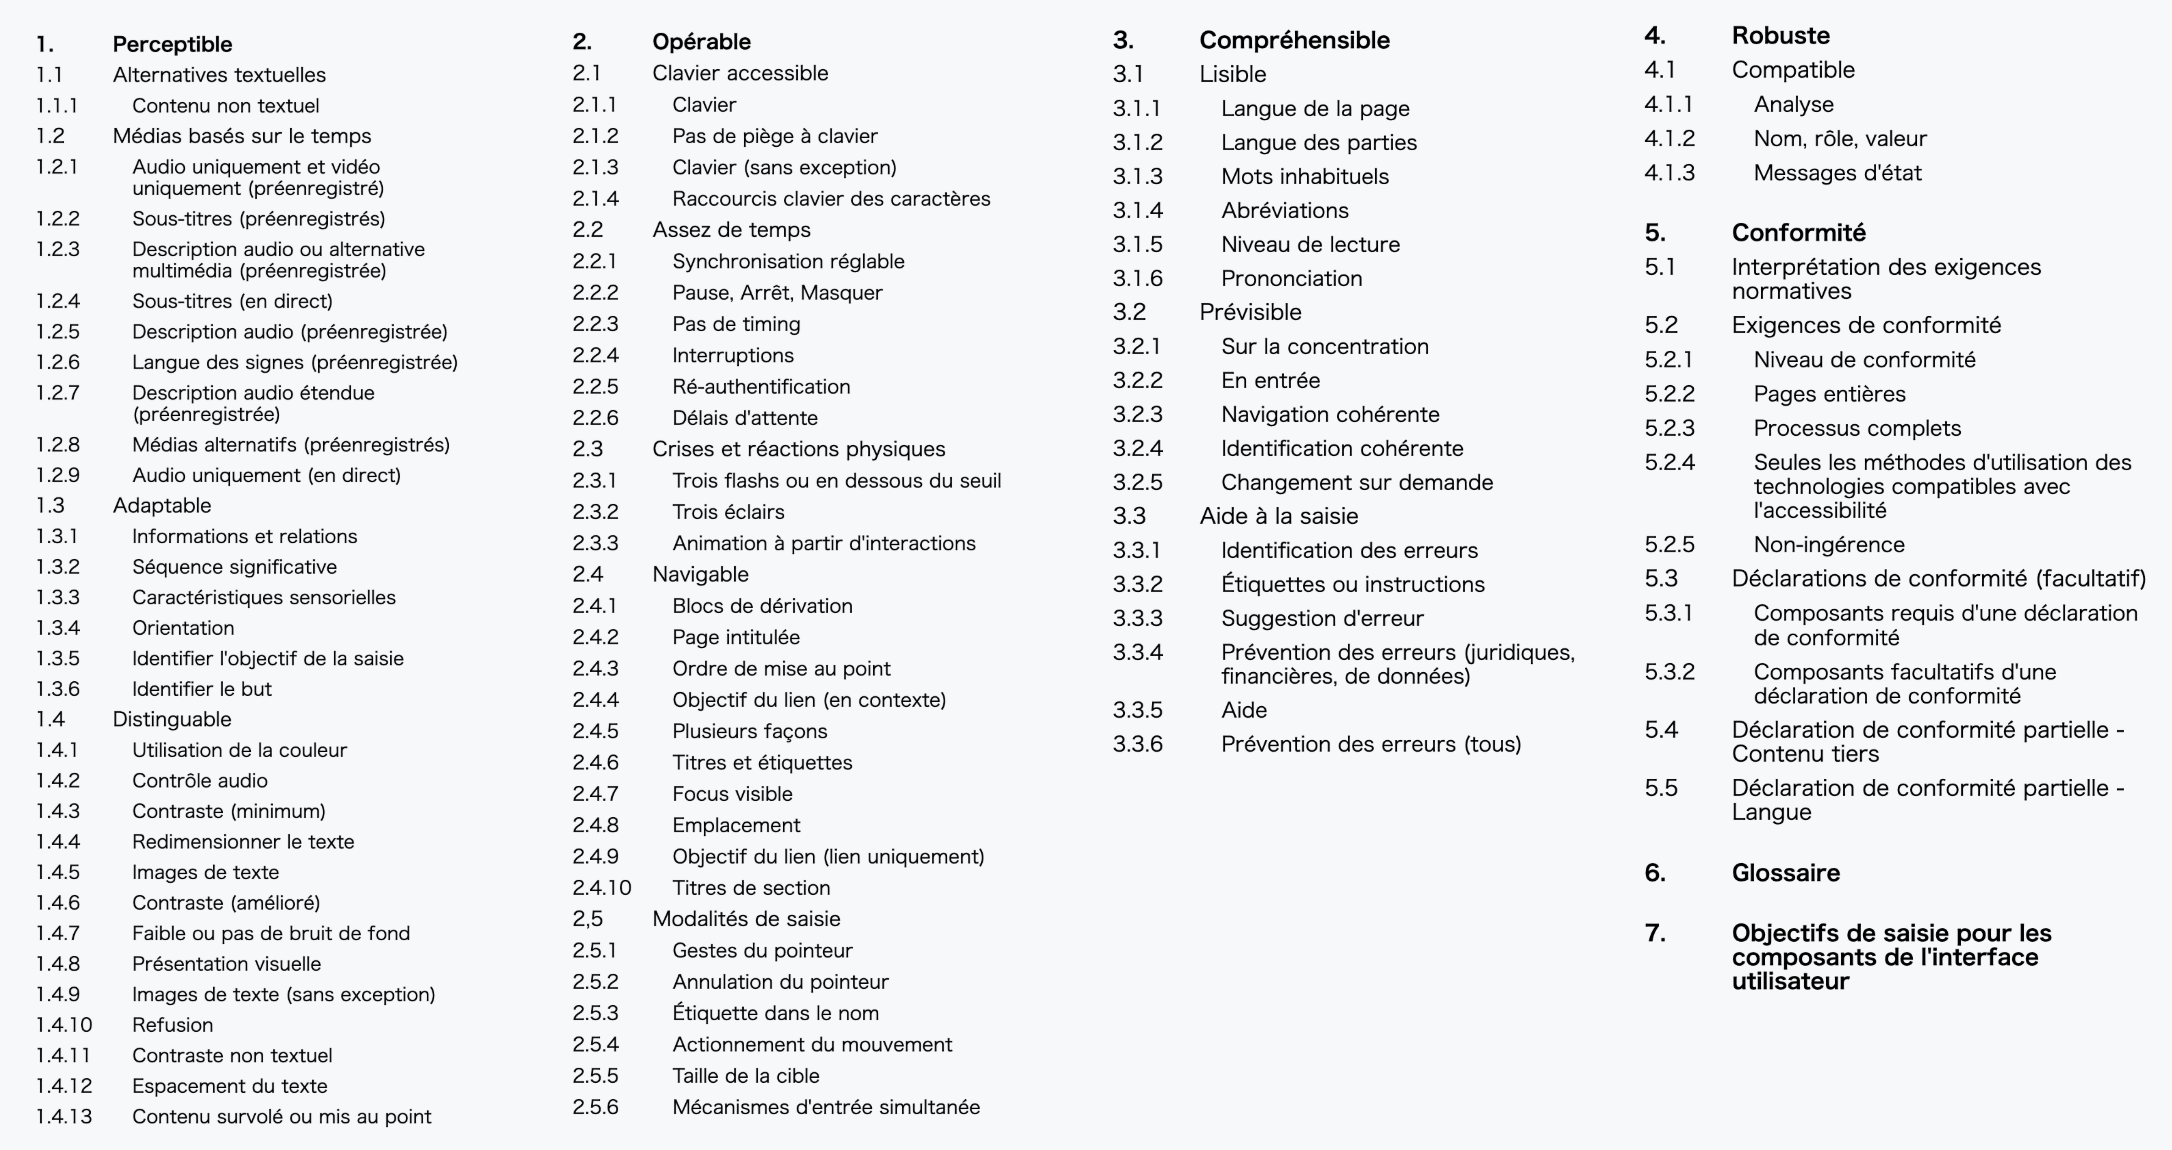 1. Perceptible
1.1 Alternatives textuelles
1.1.1 Contenu non textuel
1.2 Médias basés sur le temps
1.2.1 Audio uniquement et vidéo
uniquement (préenregistré)
1.2.2 Sous-titres (préenregistrés)
1.2.3 Description audio ou alternative
multimédia (préenregistrée)
1.2.4 Sous-titres (en direct)
1.2.5 Description audio (préenregistrée)
1.2.6 Langue des signes (préenregistrée)
1.2.7 Description audio étendue
(préenregistrée)
1.2.8 Médias alternatifs (préenregistrés)
1.2.9 Audio uniquement (en direct)
1.3 Adaptable
1.3.1 Informations et relations
1.3.2 Séquence significative
1.3.3 Caractéristiques sensorielles
1.3.4 Orientation
1.3.5 Identifier l'objectif de la saisie
1.3.6 Identifier le but
1.4 Distinguable
1.4.1 Utilisation de la couleur
1.4.2 Contrôle audio
1.4.3 Contraste (minimum)
1.4.4 Redimensionner le texte
1.4.5 Images de texte
1.4.6 Contraste (amélioré)
1.4.7 Faible ou pas de bruit de fond
1.4.8 Présentation visuelle
1.4.9 Images de texte (sans exception)
1.4.10 Refusion
1.4.11 Contraste non textuel
1.4.12 Espacement du texte
1.4.13 Contenu survolé ou mis au point
2. Opérable
2.1 Clavier accessible
2.1.1 Clavier
2.1.2 Pas de piège à clavier
2.1.3 Clavier (sans exception)
2.1.4 Raccourcis clavier des caractères
2.2 Assez de temps
2.2.1 Synchronisation réglable
2.2.2 Pause, Arrêt, Masquer
2.2.3 Pas de timing
2.2.4 Interruptions
2.2.5 Ré-authentification
2.2.6 Délais d'attente
2.3 Crises et réactions physiques
2.3.1 Trois flashs ou en dessous du seuil
2.3.2 Trois éclairs
2.3.3 Animation à partir d'interactions
2.4 Navigable
2.4.1 Blocs de dérivation
2.4.2 Page intitulée
2.4.3 Ordre de mise au point
2.4.4 Objectif du lien (en contexte)
2.4.5 Plusieurs façons
2.4.6 Titres et étiquettes
2.4.7 Focus visible
2.4.8 Emplacement
2.4.9 Objectif du lien (lien uniquement)
2.4.10 Titres de section
2,5 Modalités de saisie
2.5.1 Gestes du pointeur
2.5.2 Annulation du pointeur
2.5.3 Étiquette dans le nom
2.5.4 Actionnement du mouvement
2.5.5 Taille de la cible
2.5.6 Mécanismes d'entrée simultanée
3. Compréhensible
3.1 Lisible
3.1.1 Langue de la page
3.1.2 Langue des parties
3.1.3 Mots inhabituels
3.1.4 Abréviations
3.1.5 Niveau de lecture
3.1.6 Prononciation
3.2 Prévisible
3.2.1 Sur la concentration
3.2.2 En entrée
3.2.3 Navigation cohérente
3.2.4 Identification cohérente
3.2.5 Changement sur demande
3.3 Aide à la saisie
3.3.1 Identification des erreurs
3.3.2 Étiquettes ou instructions
3.3.3 Suggestion d'erreur
3.3.4 Prévention des erreurs (juridiques,
financières, de données)
3.3.5 Aide
3.3.6 Prévention des erreurs (tous)
4. Robuste
4.1 Compatible
4.1.1 Analyse
4.1.2 Nom, rôle, valeur
4.1.3 Messages d'état
5. Conformité
5.1 Interprétation des exigences
normatives
5.2 Exigences de conformité
5.2.1 Niveau de conformité
5.2.2 Pages entières
5.2.3 Processus complets
5.2.4 Seules les méthodes d'utilisation des
technologies compatibles avec
l'accessibilité
5.2.5 Non-ingérence
5.3 Déclarations de conformité (facultatif)
5.3.1 Composants requis d'une déclaration
de conformité
5.3.2 Composants facultatifs d'une
déclaration de conformité
5.4 Déclaration de conformité partielle -
Contenu tiers
5.5 Déclaration de conformité partielle -
Langue
6. Glossaire
7. Objectifs de saisie pour les
composants de l'interface
utilisateur